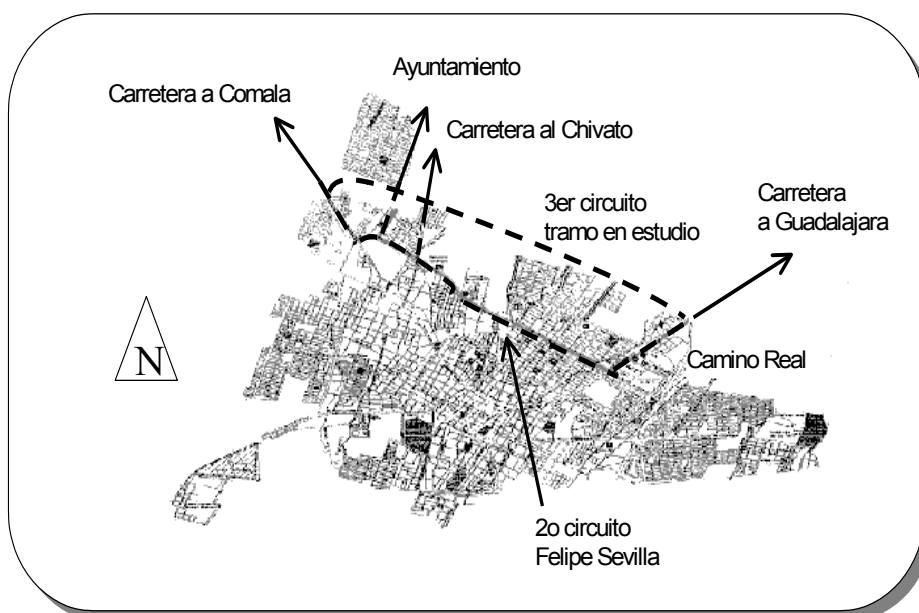 Ayuntamiento
Carretera a Comala
Carretera al Chivato
Carretera
a Guadalajara
3er circuito
tramo en estudio
N
Camino Real
2o circuito
Felipe Sevilla